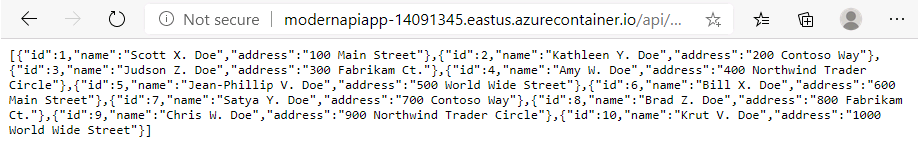 Not secure | modernapiapp-14091345.eastus.azurecontainer.io/api/...
[{"id":1,"name":"Scott X. Doe","address":"100 Main Street"},{"id":2,"name":"Kathleen Y. Doe","address":"200 Contoso Way"},
{"id":3,"name":"Judson Z. Doe","address":"300 Fabrikam Ct."},{"id":4,"name":"Amy W. Doe","address":"400 Northwind Trader
Circle"},{"id":5,"name":"Jean-Phillip V. Doe","address":"500 World Wide Street"},{"id":6,"name":"Bill X. Doe","address":"600
Main Street"},{"id":7,"name":"Satya Y. Doe","address":"700 Contoso Way"},{"id":8,"name":"Brad Z. Doe","address":"800 Fabrikam
Ct."},{"id":9,"name":"Chris W. Doe","address":"900 Northwind Trader Circle"},{"id":10,"name":"Krut V. Doe","address":"1000
World Wide Street"}]